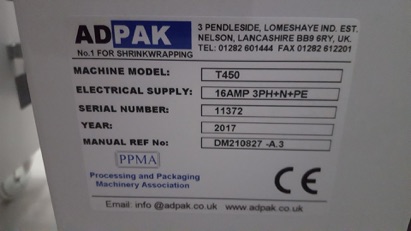 ADPAK
No.1 FOR SHRINKWRAPPING
3 PENDLESIDE, LOMESHAYE IND. EST.
NELSON, LANCASHIRE BB9 6RY, UK.
TEL: 01282 601444 FAX 01282 612201
MACHINE MODEL: T450
ELECTRICAL SUPPLY: 16AMP 3PH+N+PE
SERIAL NUMBER: 11372
YEAR: 2017
MANUAL REF No: DM210827 -A.3
PPMA
Processing and Packaging
Machinery Association
CE
Email: info @adpak.co.uk www.adpak.co.uk